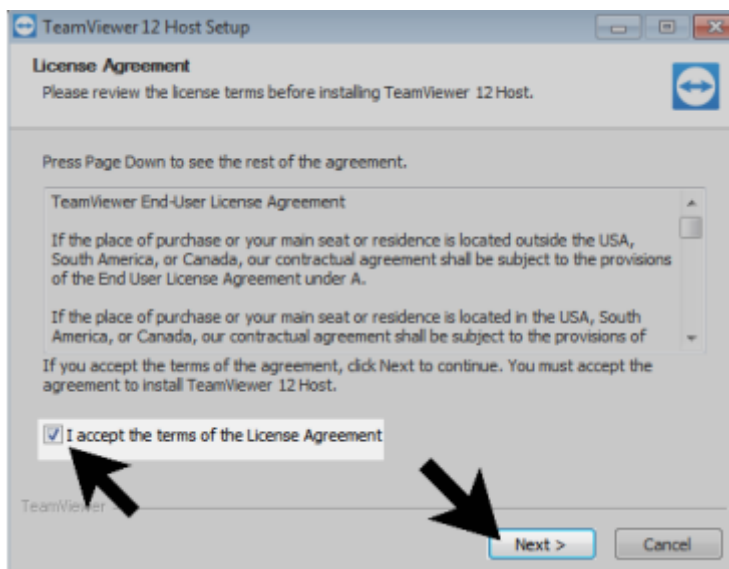 TeamViewer 12 Host Setup
License Agreement
Please review the license terms before installing TeamViewer 12 Host.
Press Page Down to see the rest of the agreement.
TeamViewer End-User License Agreement
If the place of purchase or your main seat or residence is located outside the USA,
South America, or Canada, our contractual agreement shall be subject to the provisions
of the End User License Agreement under A.
If the place of purchase or your main seat or residence is located in the USA, South
America, or Canada, our contractual agreement shall be subject to the provisions of
If you accept the terms of the agreement, click Next to continue. You must accept the
agreement to install TeamViewer 12 Host.
I accept the terms of the License Agreement
TeamViewer
Next >
Cancel